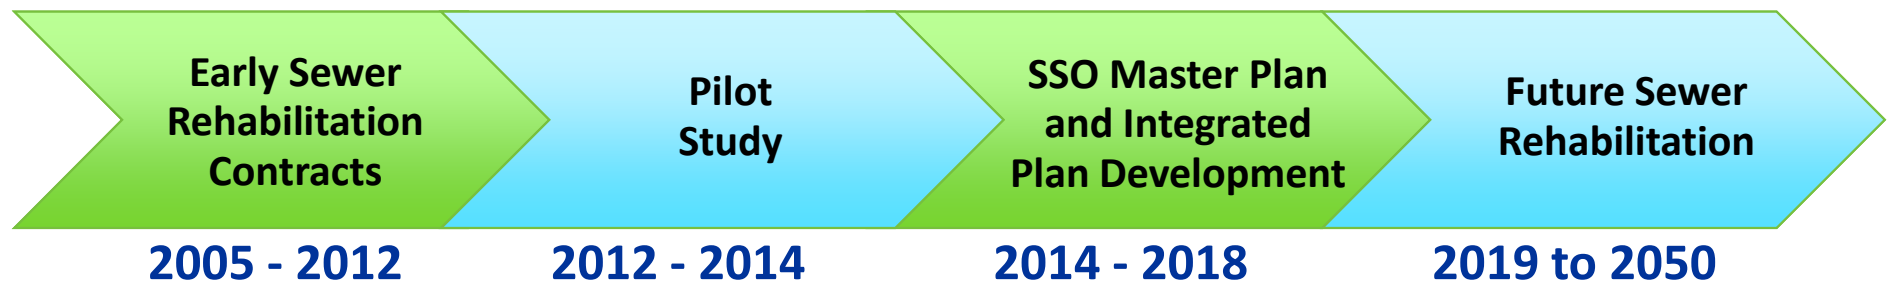 Early Sewer
Rehabilitation
Contracts
Pilot
Study
SSO Master Plan
and Integrated
Plan Development
Future Sewer
Rehabilitation
2005 - 2012
2012 - 2014
2014 - 2018
2019 to 2050